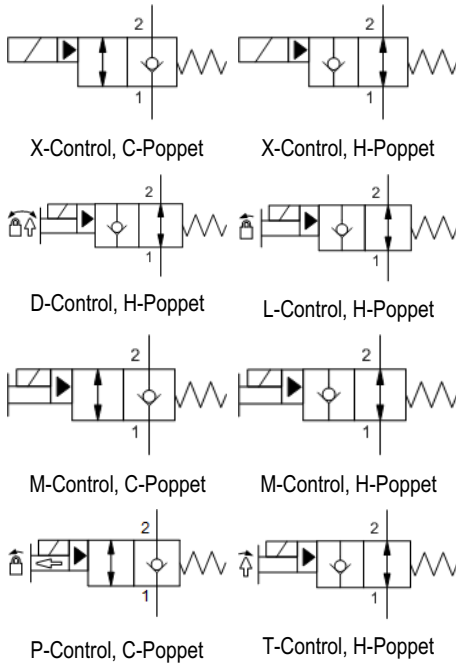 2 2
1 1
X-Control, C-Poppet X-Control, H-Poppet
2 2
1 1
D-Control, H-Poppet L-Control, H-Poppet
2 2
1 1
M-Control, C-Poppet M-Control, H-Poppet
2 2
1 1
P-Control, C-Poppet T-Control, H-Poppet